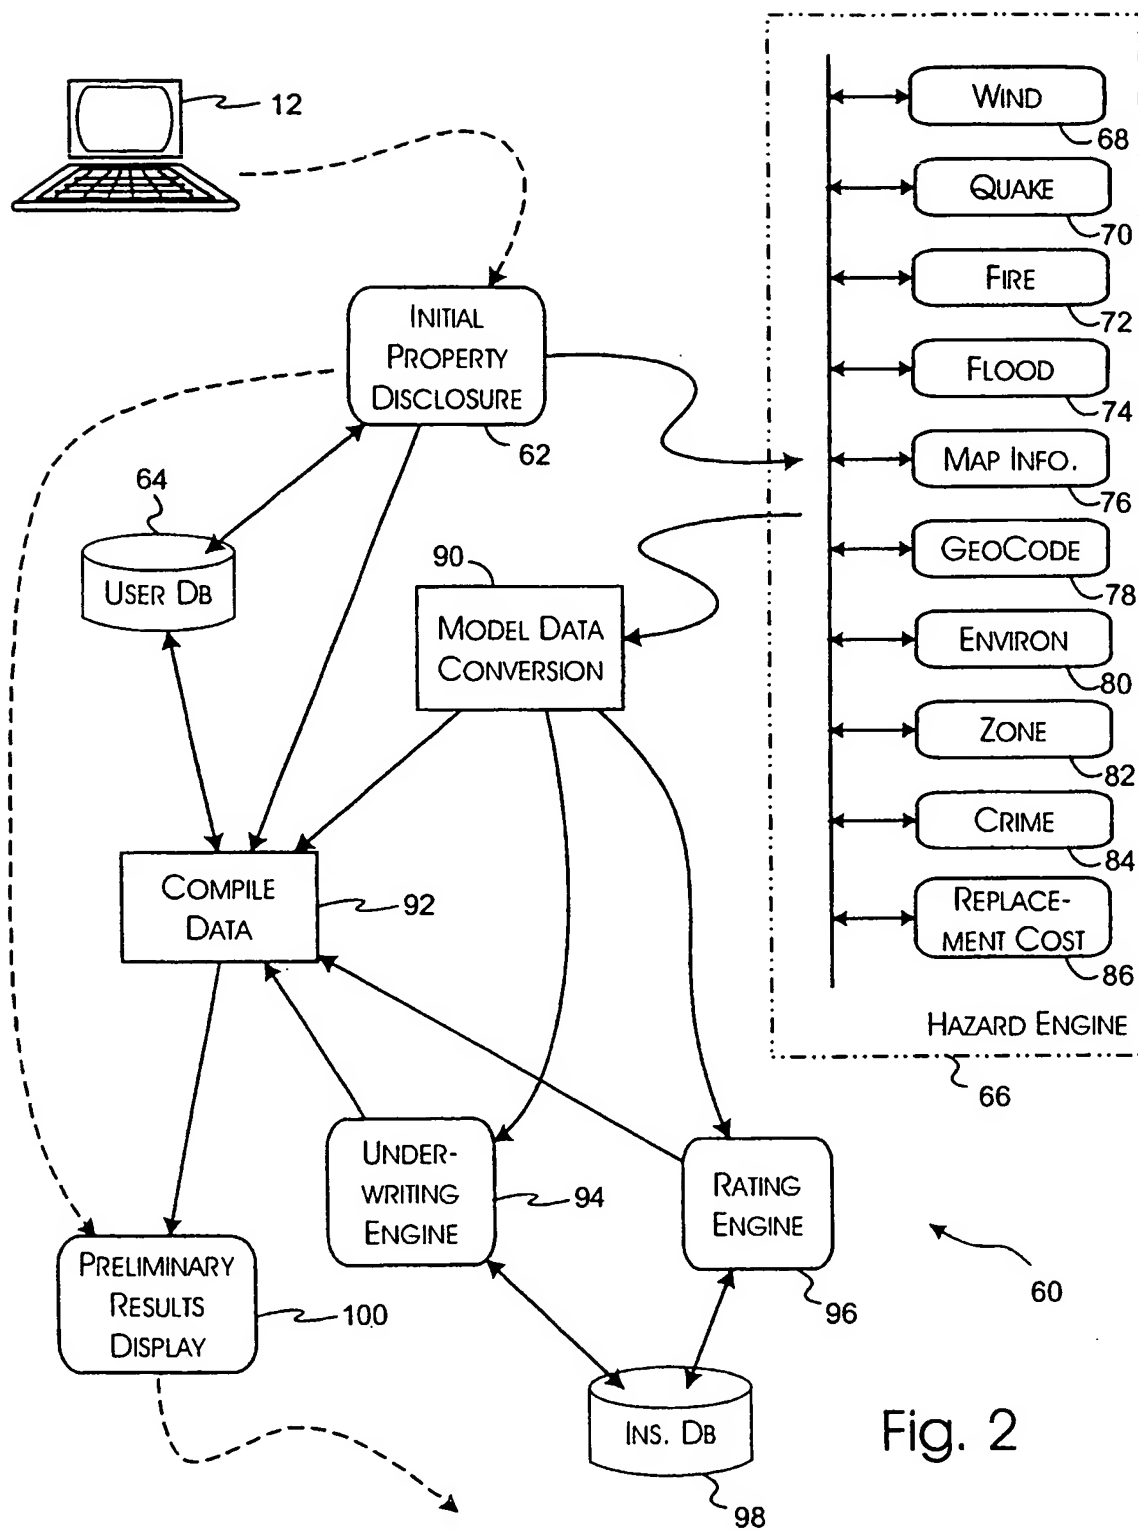 12
WIND
68
QUAKE
70
FIRE
72
FLOOD
74
MAP INFO.
76
GEOCODE
78
ENVIRON
80
ZONE
82
CRIME
84
REPLACE-
MENT COST
86
HAZARD ENGINE
66
INITIAL
PROPERTY
DISCLOSURE
62
64
USER DB
90
MODEL DATA
CONVERSION
COMPILE
DATA
92
UNDER-
WRITING
ENGINE
94
RATING
ENGINE
96
60
PRELIMINARY
RESULTS
DISPLAY
100
INS. DB
98
Fig. 2